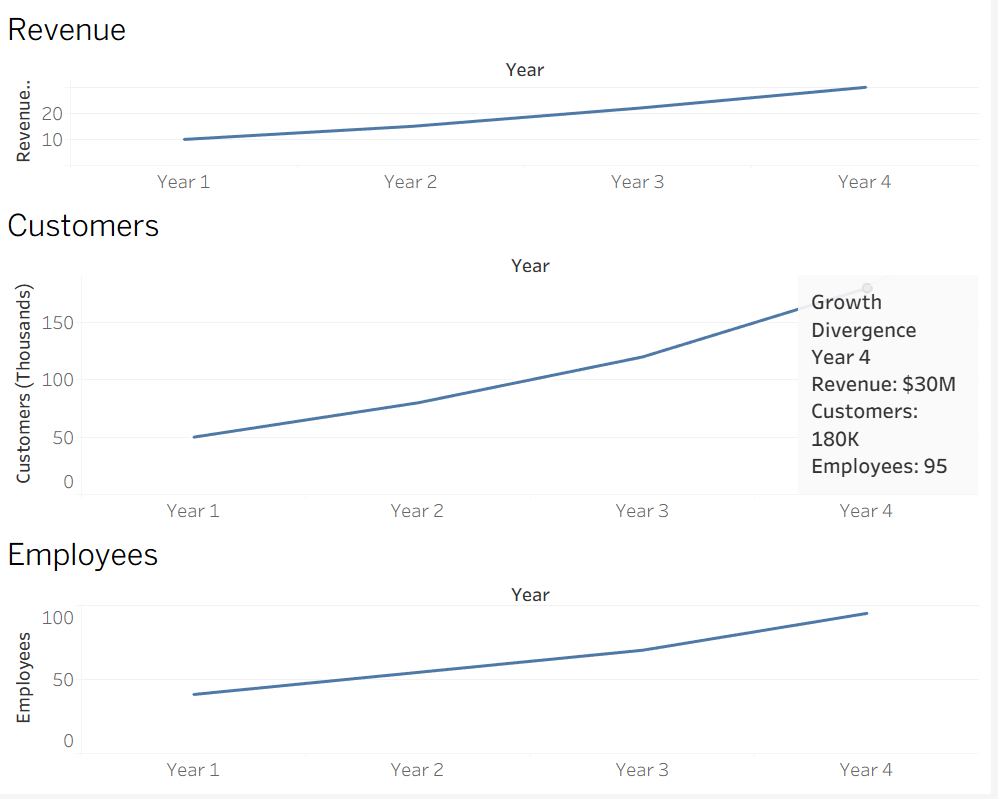 Revenue
Year
Revenue..
20
10
Year 1 Year 2 Year 3 Year 4
Customers
Year
Customers (Thousands)
150
100
50
0
Growth
Divergence
Year 4
Revenue: $30M
Customers:
180K
Employees: 95
Year 1 Year 2 Year 3 Year 4
Employees
Year
Employees
100
50
0
Year 1 Year 2 Year 3 Year 4